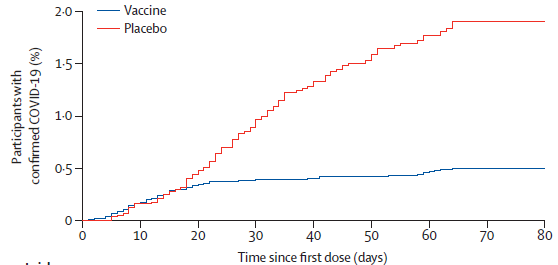 Vaccine
Placebo
2·0
1·5
1·0
0·5
0
Participants with
confirmed COVID-19 (%)
0 10 20 30 40 50 60 70 80
Time since first dose (days)